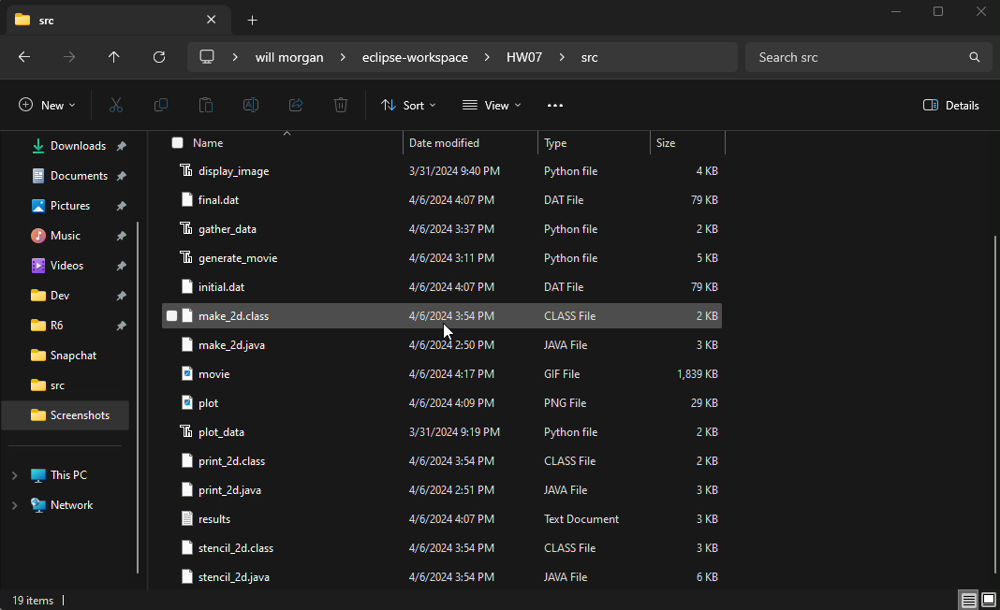 src
will morgan eclipse-workspace HW07 src Search src
New Sort View Details
Name Date modified Type Size
Downloads
Documents
Pictures
Music
Videos
Dev
R6
Snapchat
src
Screenshots
This PC
Network
display_image 3/31/2024 9:40 PM Python file 4 KB
final.dat 4/6/2024 4:07 PM DAT File 79 KB
gather_data 4/6/2024 3:37 PM Python file 2 KB
generate_movie 4/6/2024 3:11 PM Python file 5 KB
initial.dat 4/6/2024 4:07 PM DAT File 79 KB
make_2d.class 4/6/2024 3:54 PM CLASS File 2 KB
make_2d.java 4/6/2024 2:50 PM JAVA File 3 KB
movie 4/6/2024 4:17 PM GIF File 1,839 KB
plot 4/6/2024 4:09 PM PNG File 29 KB
plot_data 3/31/2024 9:19 PM Python file 2 KB
print_2d.class 4/6/2024 3:54 PM CLASS File 2 KB
print_2d.java 4/6/2024 2:51 PM JAVA File 3 KB
results 4/6/2024 4:07 PM Text Document 3 KB
stencil_2d.class 4/6/2024 3:54 PM CLASS File 3 KB
stencil_2d.java 4/6/2024 3:54 PM JAVA File 6 KB
19 items